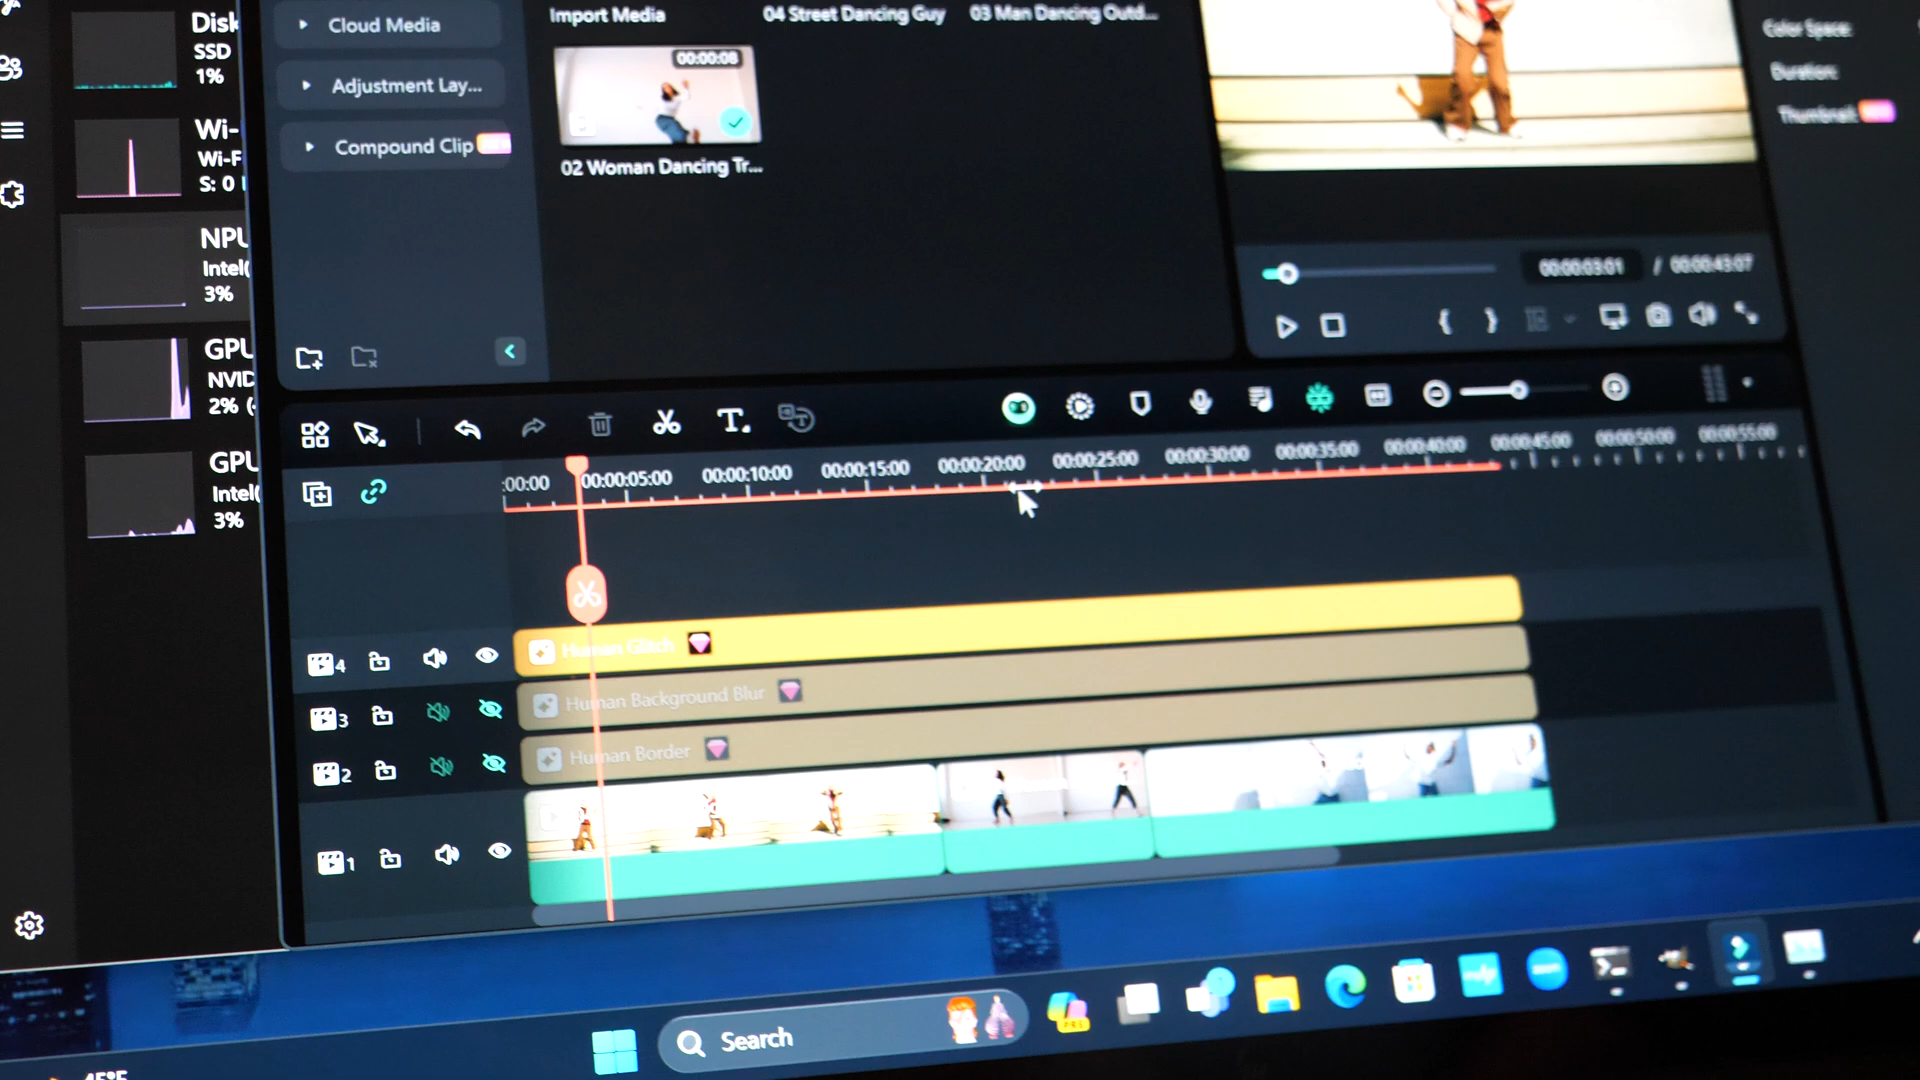 Disk
SSD
1%
Wi-
Wi-F
S: 0
NPU
Intel(
3%
GPU
NVID
2% (
GPU
Intel(
3%
Cloud Media
Adjustment Lay...
Compound Clip
Import Media
04 Street Dancing Guy
03 Man Dancing Outd...
00:00:08
02 Woman Dancing Tr...
Color Space:
Duration:
Thumbnail:
00:00:03:01 / 00:00:43:07
:00:00
00:00:05:00
00:00:10:00
00:00:15:00
00:00:20:00
00:00:25:00
00:00:30:00
00:00:35:00
00:00:40:00
00:00:45:00
00:00:50:00
00:00:55:00
4
Human Glitch
3
Human Background Blur
2
Human Border
1
Search
45°F